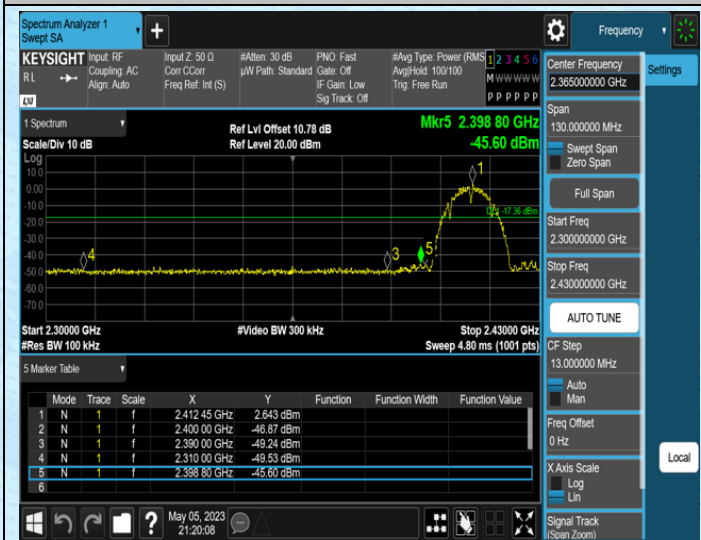 Spectrum Analyzer 1
Swept SA
+
Frequency
KEYSIGHT Input: RF Input Z: 50 Ω #Atten: 30 dB PNO: Fast #Avg Type: Power (RMS 1 2 3 4 5 6
RL Coupling: AC Corr CCorr µW Path: Standard Gate: Off Avg|Hold: 100/100 M W W W W W
Align: Auto Freq Ref: Int (S) IF Gain: Low Trig: Free Run
LXI Sig Track: Off P P P P P P
Center Frequency
2.365000000 GHz
Settings
Span
130.000000 MHz
Swept Span
Zero Span
Full Span
Start Freq
2.300000000 GHz
Stop Freq
2.430000000 GHz
AUTO TUNE
CF Step
13.000000 MHz
Auto
Man
Freq Offset
0 Hz
X Axis Scale
Log
Lin
Signal Track
(Span Zoom)
Local
1 Spectrum Ref Lvl Offset 10.78 dB Mkr5 2.398 80 GHz
Scale/Div 10 dB Ref Level 20.00 dBm -45.60 dBm
Log
10.0
0.00
-10.0
-20.0
-30.0
-40.0
-50.0
-60.0
-70.0
1
DL1 -17.36 dBm
4
3
5
Start 2.30000 GHz #Video BW 300 kHz Stop 2.43000 GHz
#Res BW 100 kHz Sweep 4.80 ms (1001 pts)
5 Marker Table
Mode Trace Scale X Y Function Function Width Function Value
1 N 1 f 2.412 45 GHz 2.643 dBm
2 N 1 f 2.400 00 GHz -46.87 dBm
3 N 1 f 2.390 00 GHz -49.24 dBm
4 N 1 f 2.310 00 GHz -49.53 dBm
5 N 1 f 2.398 80 GHz -45.60 dBm
6
? May 05, 2023
21:20:08